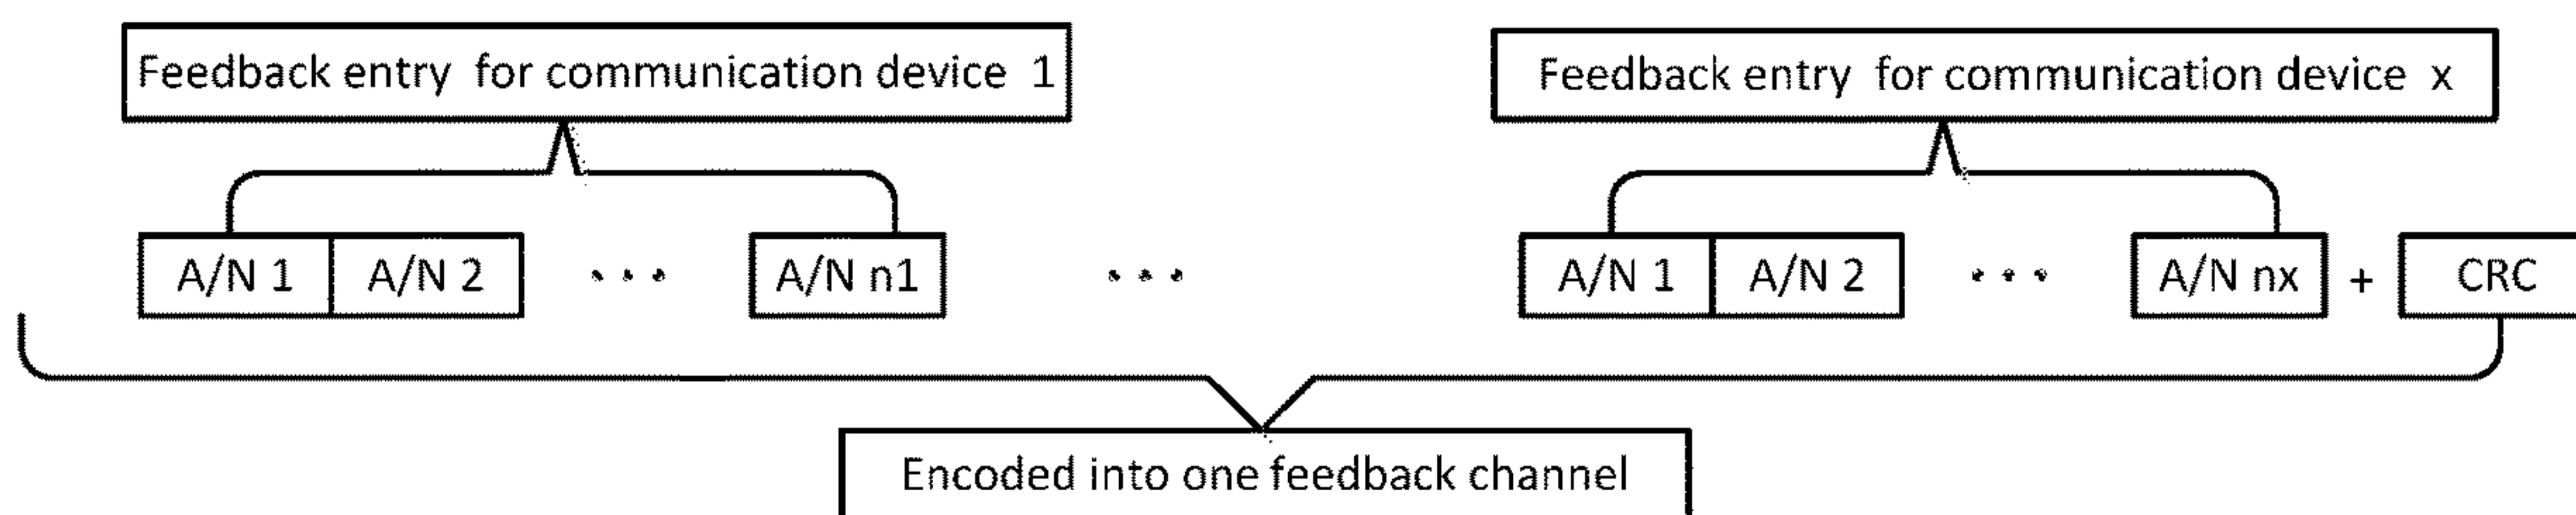 Feedback entry for communication device 1
Feedback entry for communication device x
A/N 1 A/N 2 ... A/N n1 ... A/N 1 A/N 2 ... A/N nx + CRC
Encoded into one feedback channel